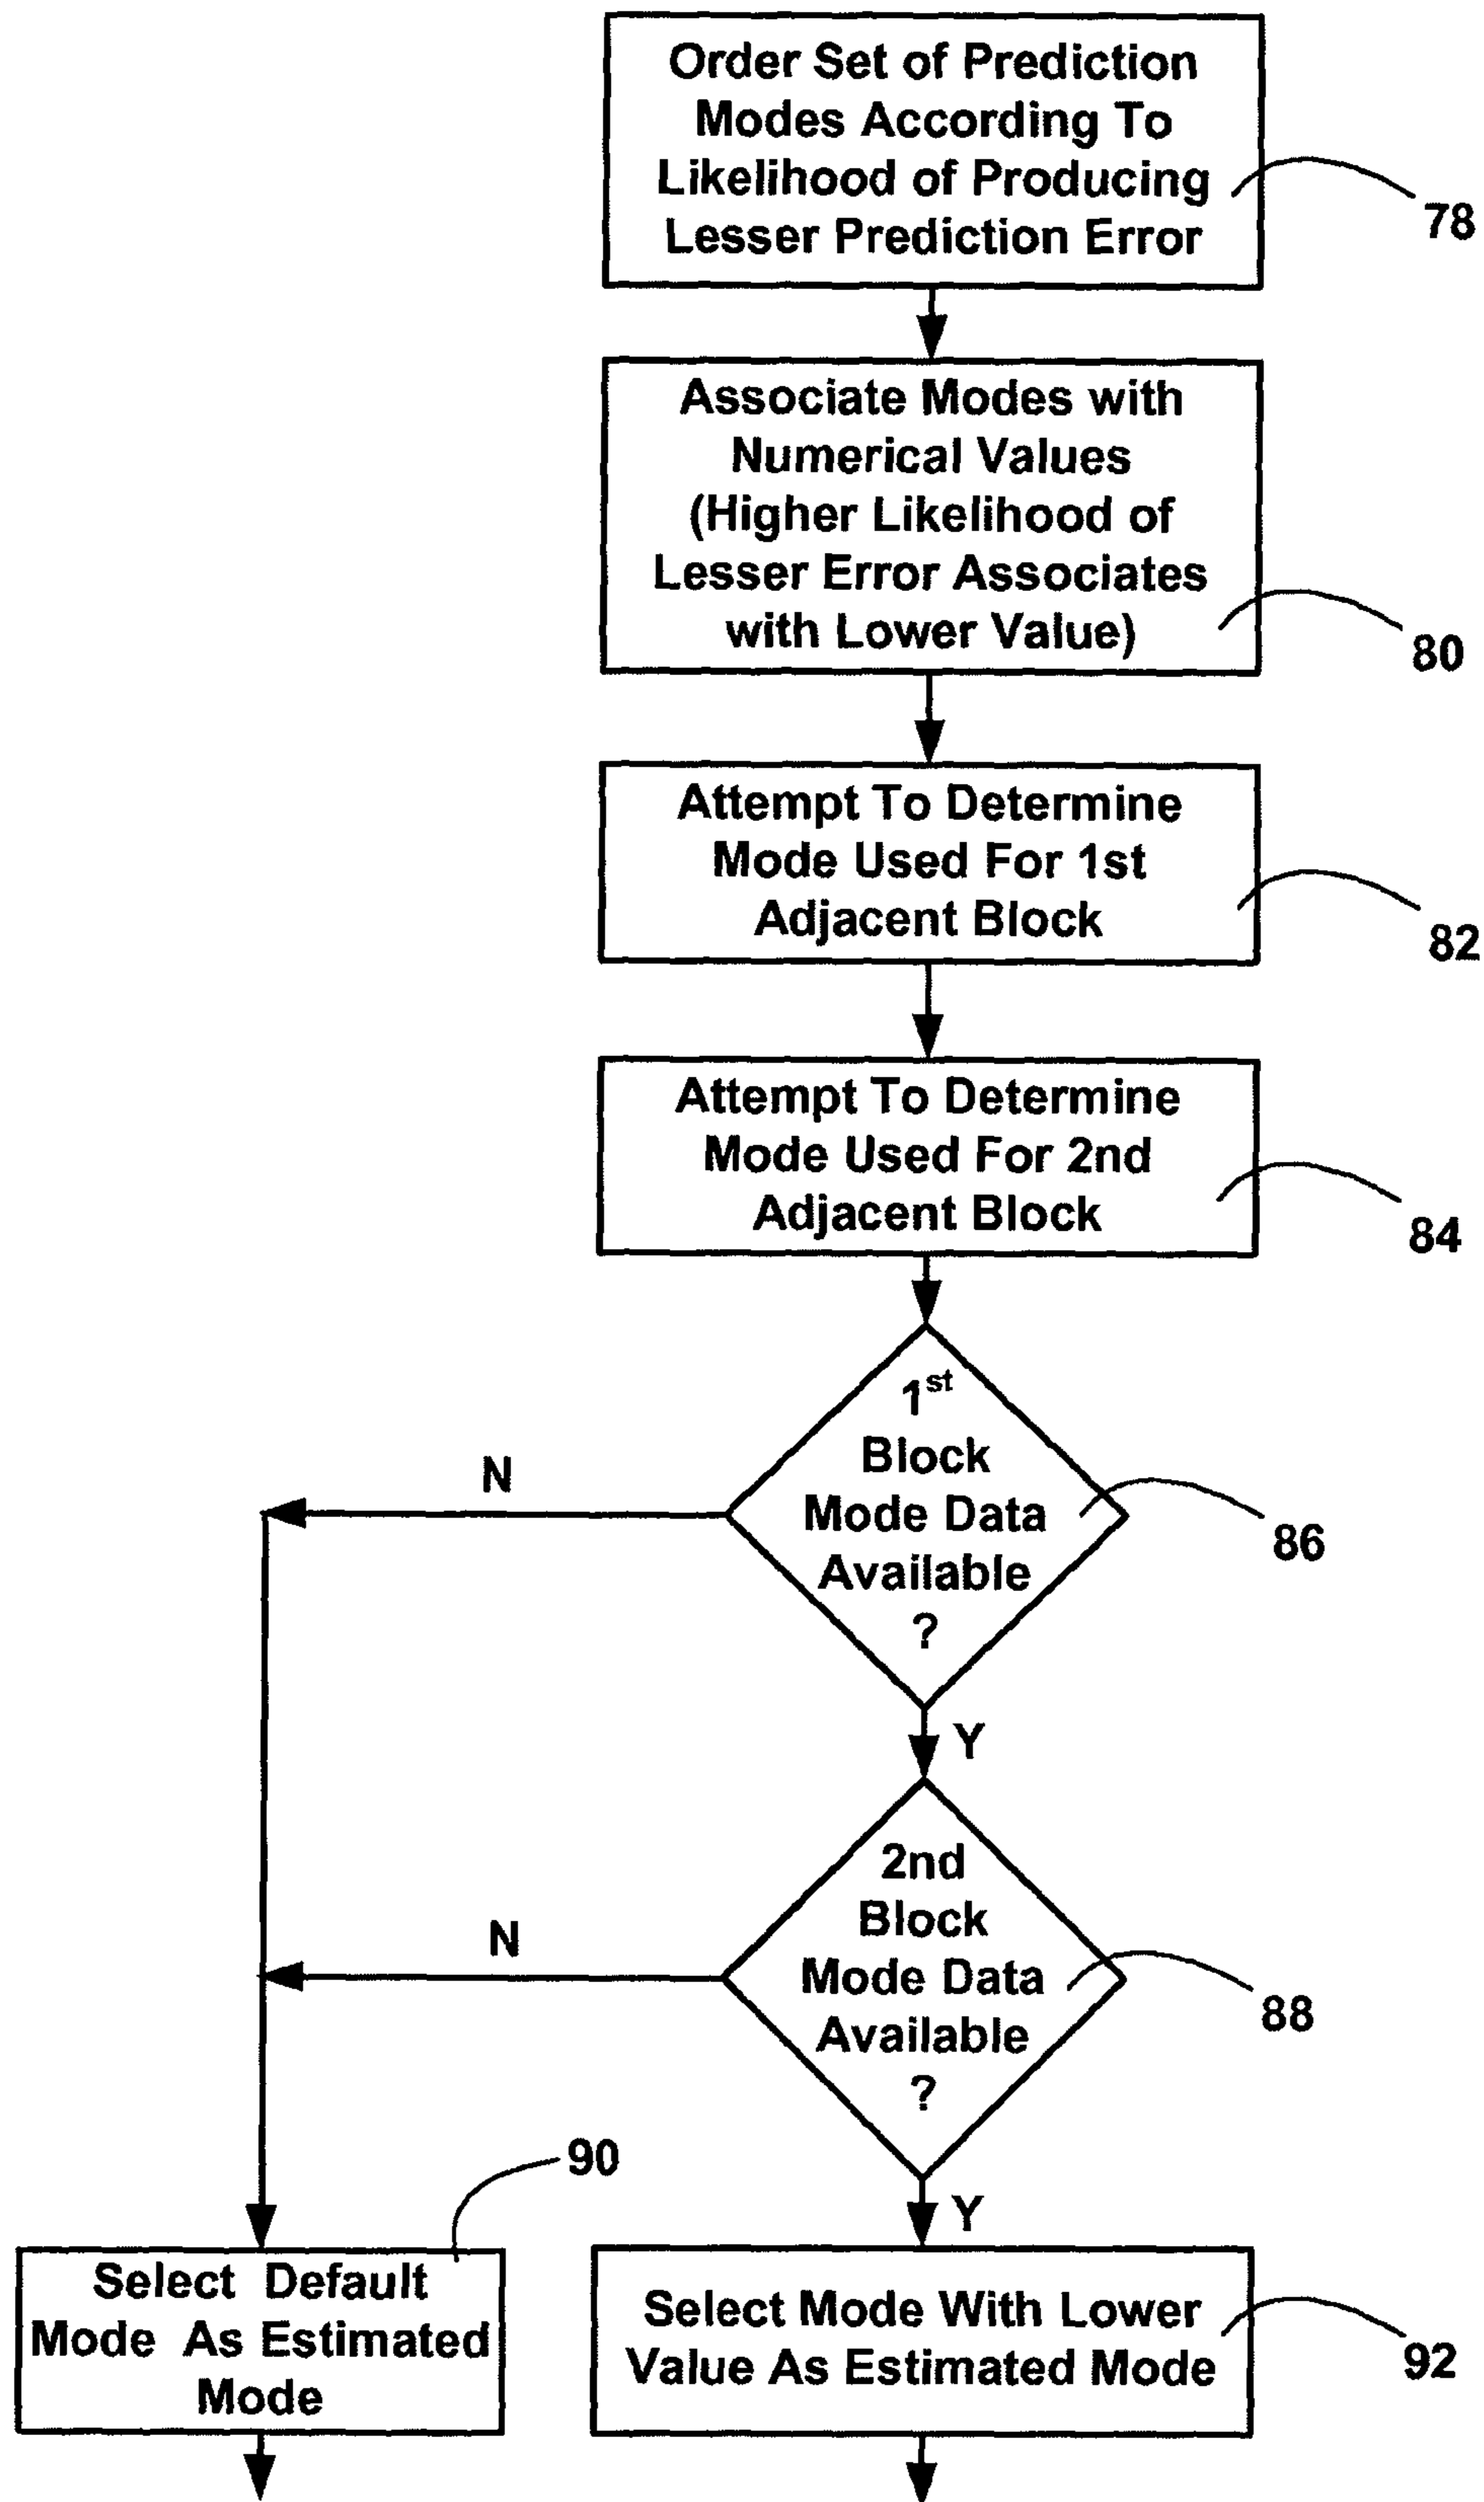 Order Set of Prediction
Modes According To
Likelihood of Producing
Lesser Prediction Error
78
Associate Modes with
Numerical Values
(Higher Likelihood of
Lesser Error Associates
with Lower Value)
80
Attempt To Determine
Mode Used For 1st
Adjacent Block
82
Attempt To Determine
Mode Used For 2nd
Adjacent Block
84
1st
Block
Mode Data
Available
?
86
N
Y
2nd
Block
Mode Data
Available
?
88
N
Y
90
Select Default
Mode As Estimated
Mode
Select Mode With Lower
Value As Estimated Mode
92